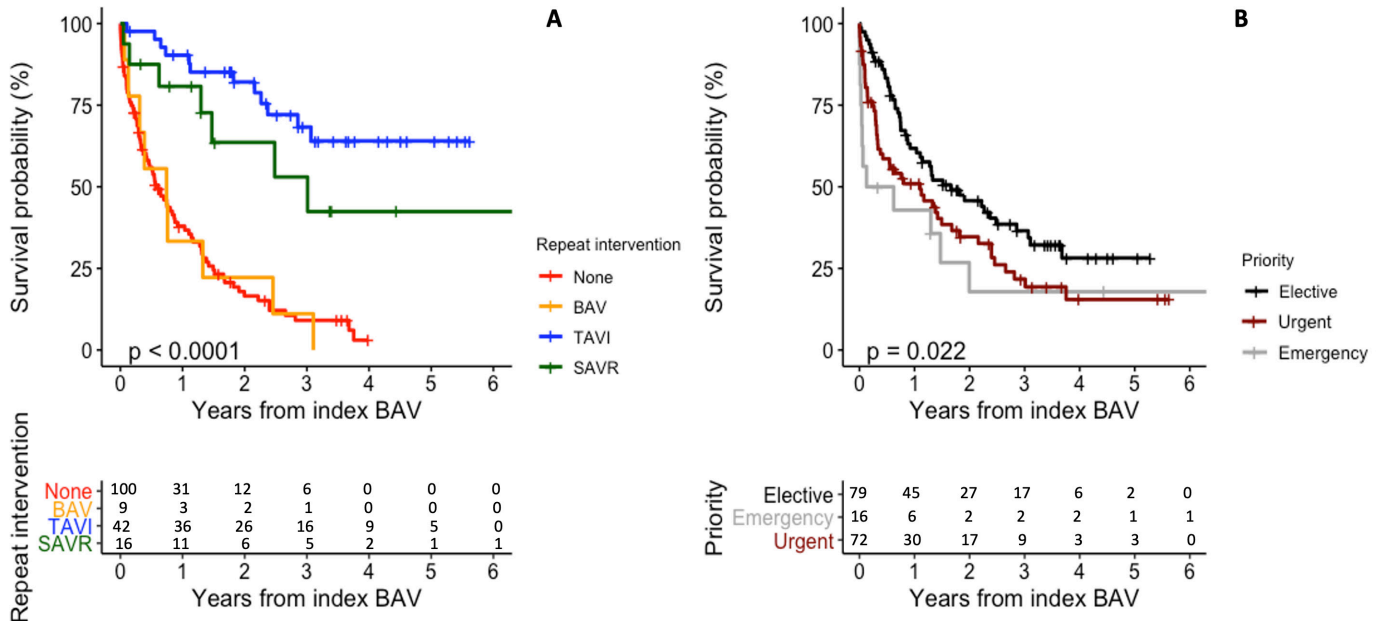 A
Survival probability (%)
100
75
50
25
0
p < 0.0001
0 1 2 3 4 5 6
Years from index BAV
Repeat intervention
None
BAV
TAVI
SAVR
Repeat intervention
None 100 31 12 6 0 0 0
BAV 9 3 2 1 0 0 0
TAVI 42 36 26 16 9 5 0
SAVR 16 11 6 5 2 1 1
0 1 2 3 4 5 6
Years from index BAV
B
Survival probability (%)
100
75
50
25
0
p = 0.022
0 1 2 3 4 5 6
Years from index BAV
Priority
Elective
Urgent
Emergency
Priority
Elective 79 45 27 17 6 2 0
Emergency 16 6 2 2 2 1 1
Urgent 72 30 17 9 3 3 0
0 1 2 3 4 5 6
Years from index BAV